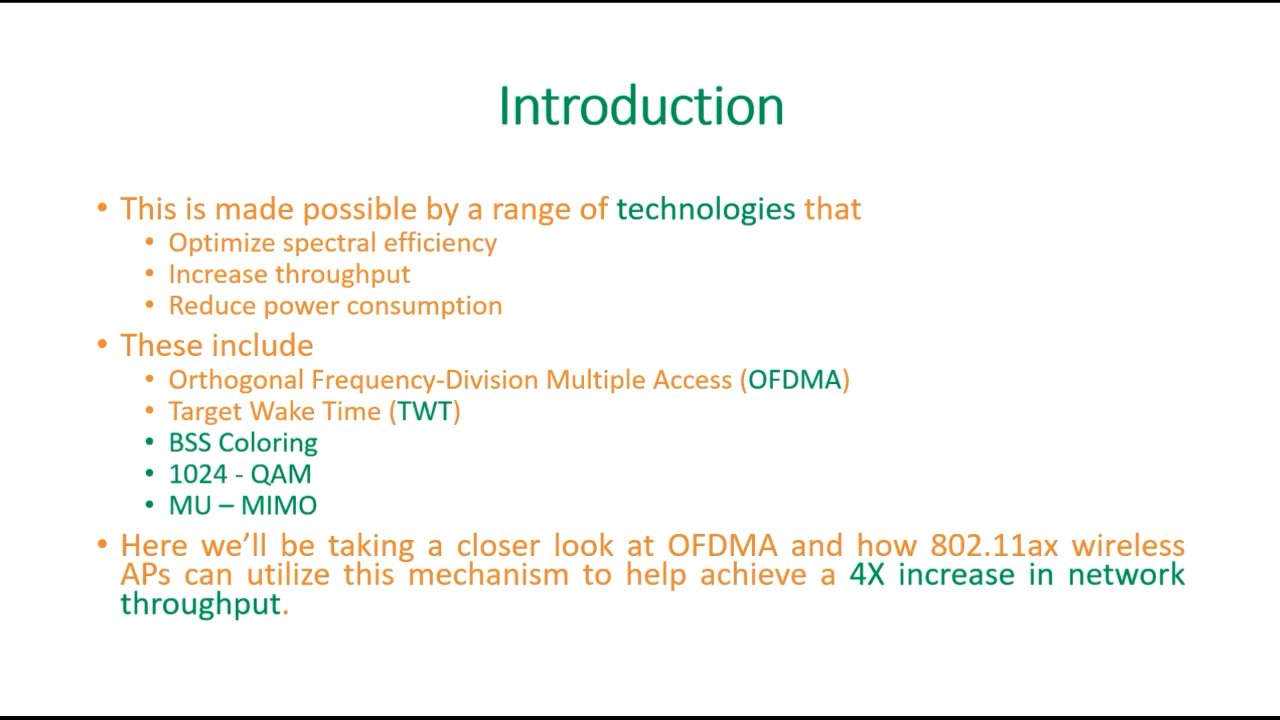 Introduction
• This is made possible by a range of technologies that
• Optimize spectral efficiency
• Increase throughput
• Reduce power consumption
• These include
• Orthogonal Frequency-Division Multiple Access (OFDMA)
• Target Wake Time (TWT)
• BSS Coloring
• 1024 - QAM
• MU – MIMO
• Here we’ll be taking a closer look at OFDMA and how 802.11ax wireless
APs can utilize this mechanism to help achieve a 4X increase in network
throughput.